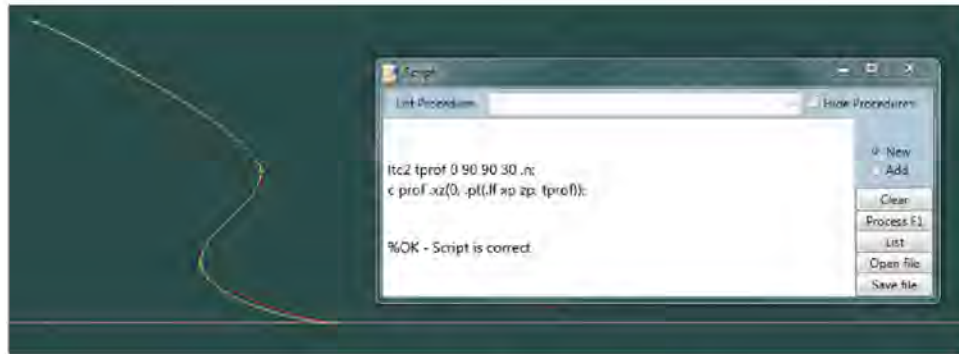 Script
List Procedures
Hide Procedures
ltc2 tprof 0 90 90 30 .n;
c prof .xz(0, .pl(.lf xp zp, tprof));
%OK - Script is correct
New
Add
Clear
Process F1
List
Open file
Save file